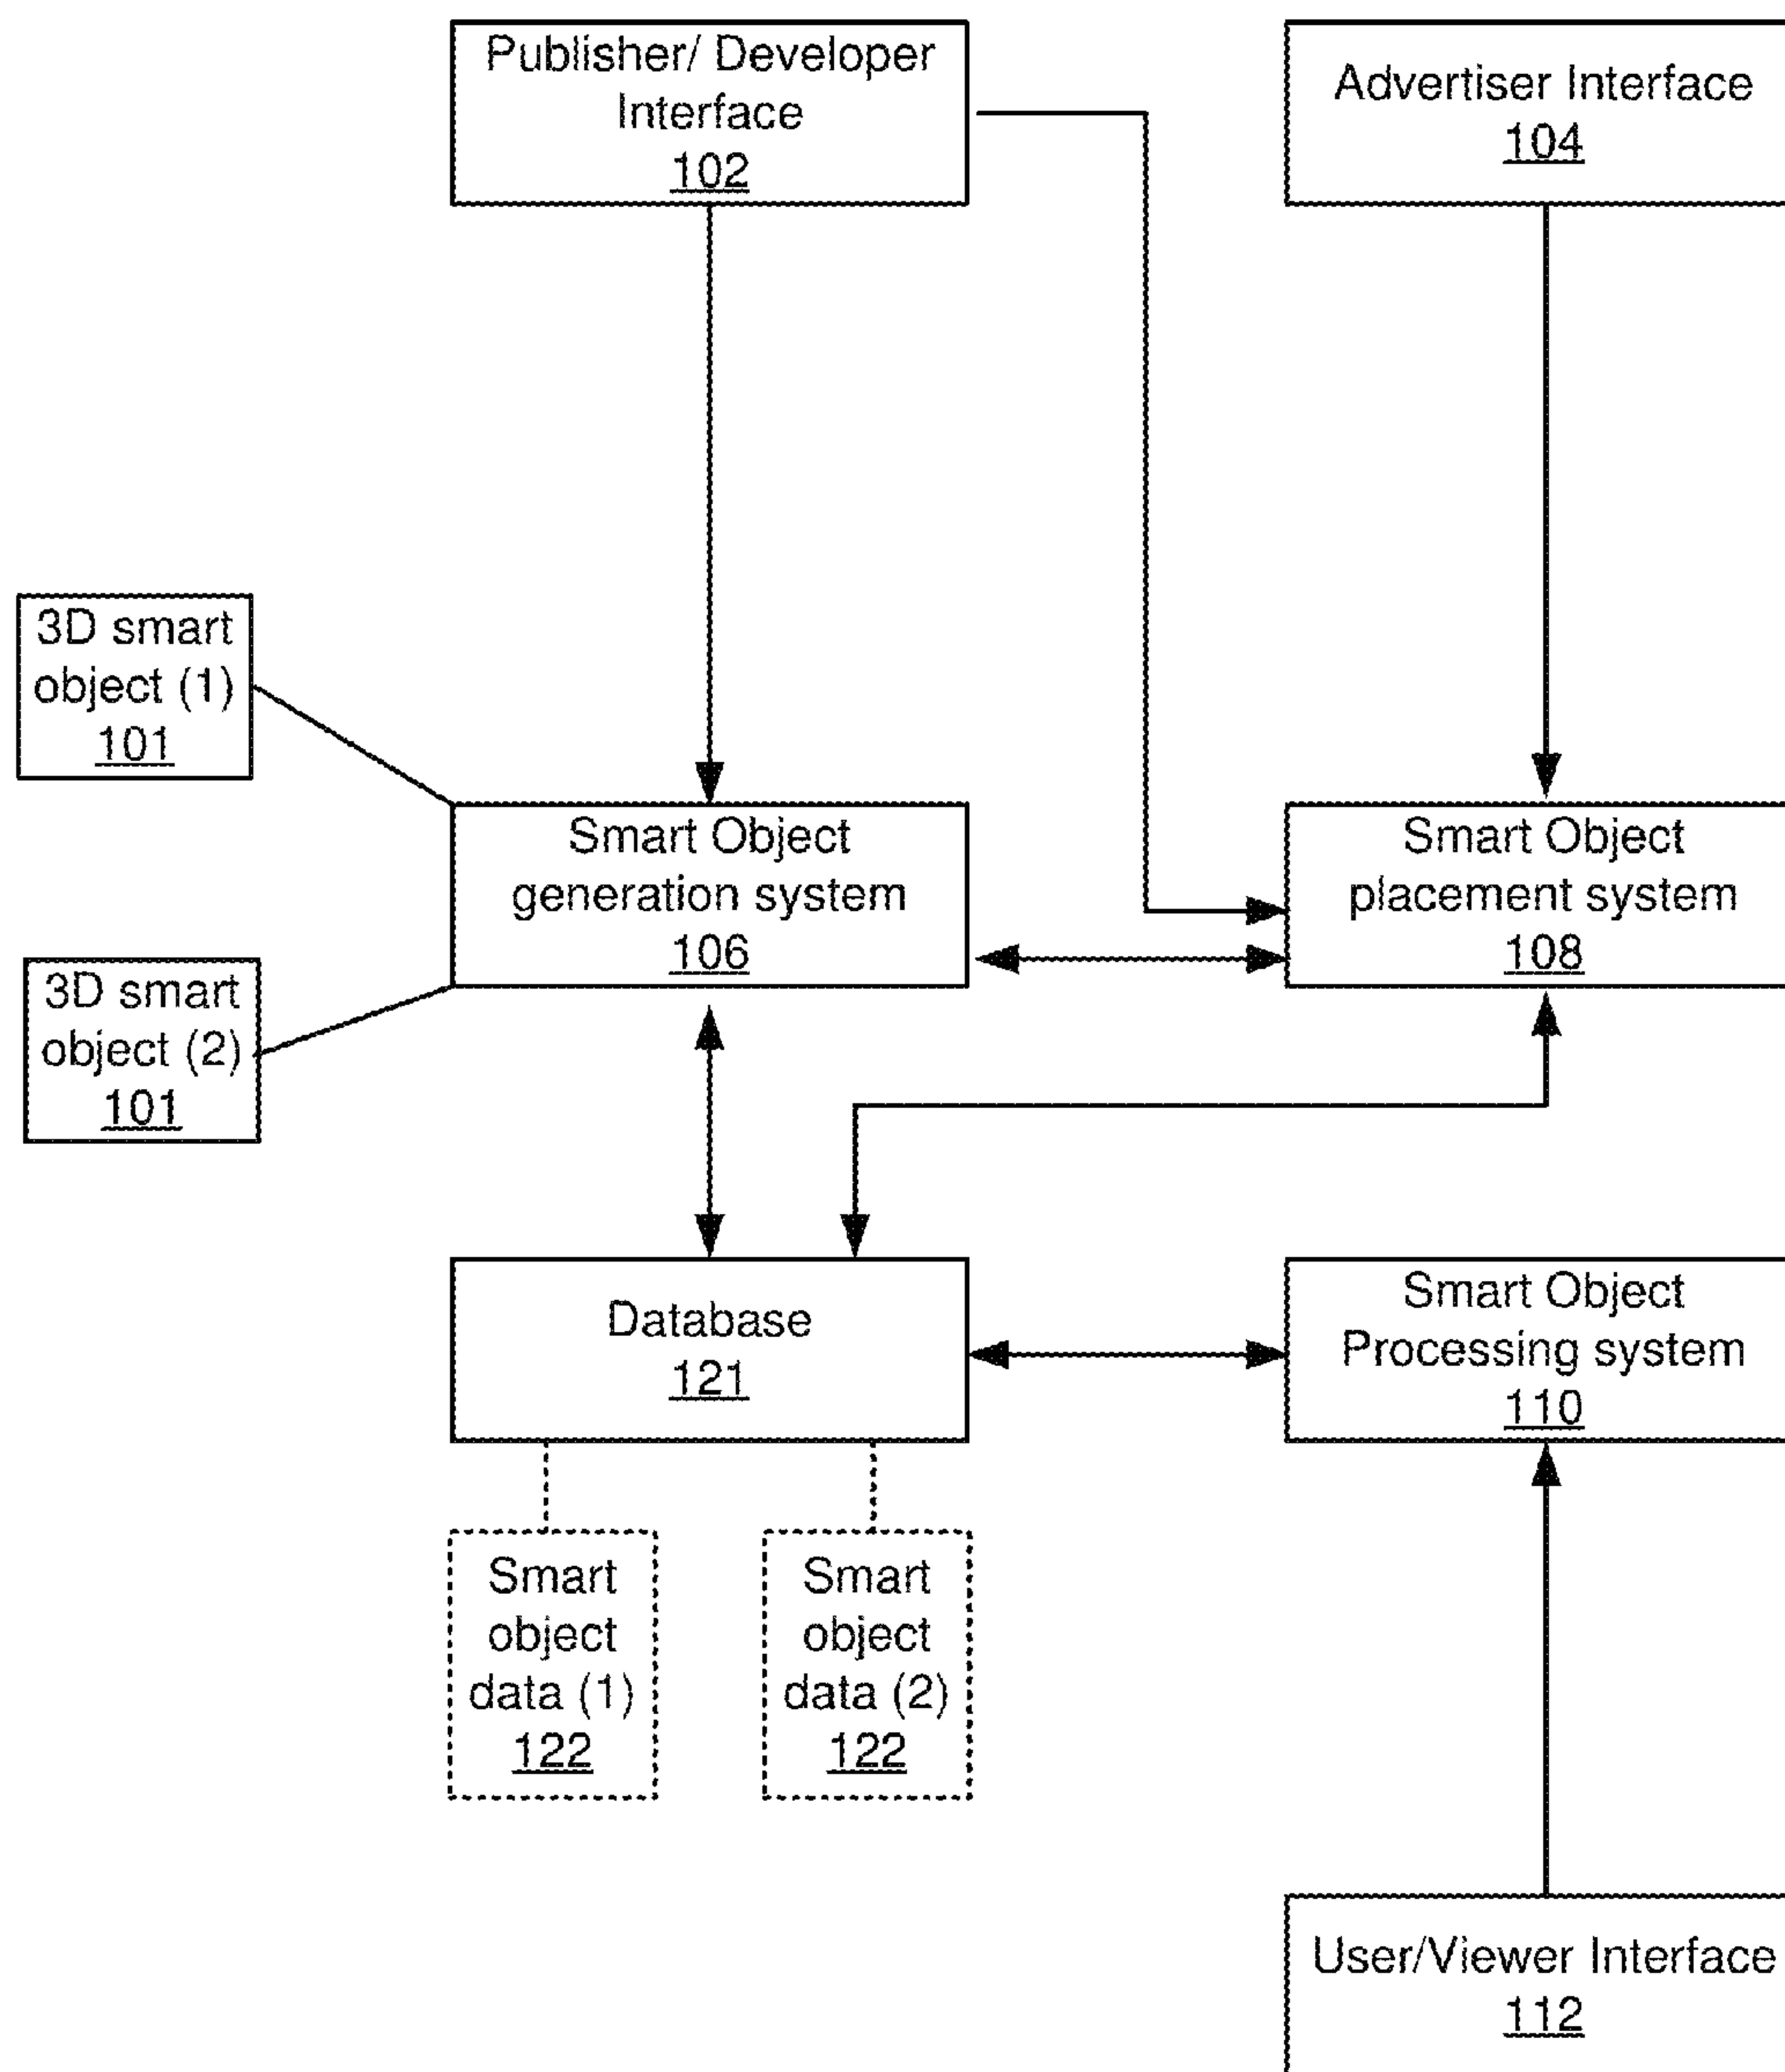 Publisher/ Developer
Interface
102
Advertiser Interface
104
3D smart
object (1)
101
Smart Object
generation system
106
Smart Object
placement system
108
3D smart
object (2)
101
Database
121
Smart Object
Processing system
110
Smart
object
data (1)
122
Smart
object
data (2)
122
User/Viewer Interface
112